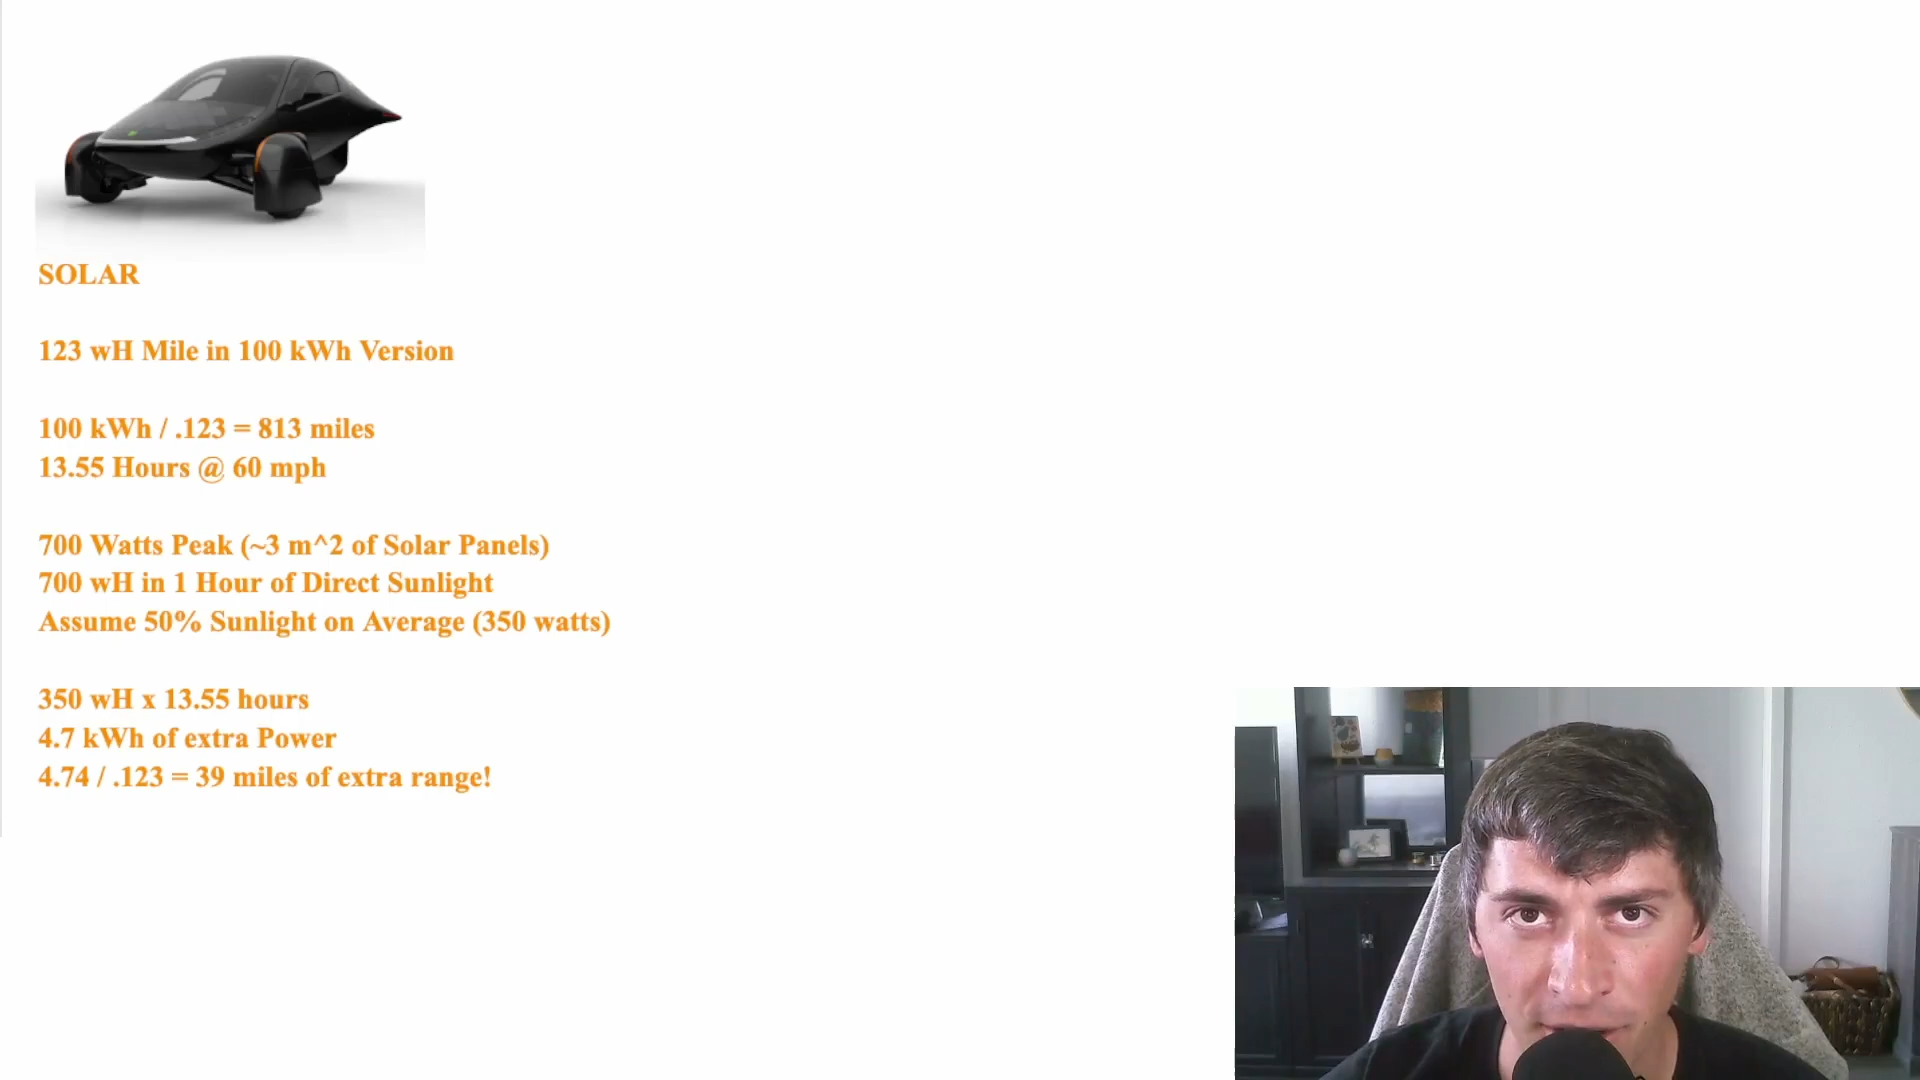 SOLAR
123 wH Mile in 100 kWh Version
100 kWh / .123 = 813 miles
13.55 Hours @ 60 mph
700 Watts Peak (~3 m^2 of Solar Panels)
700 wH in 1 Hour of Direct Sunlight
Assume 50% Sunlight on Average (350 watts)
350 wH x 13.55 hours
4.7 kWh of extra Power
4.74 / .123 = 39 miles of extra range!